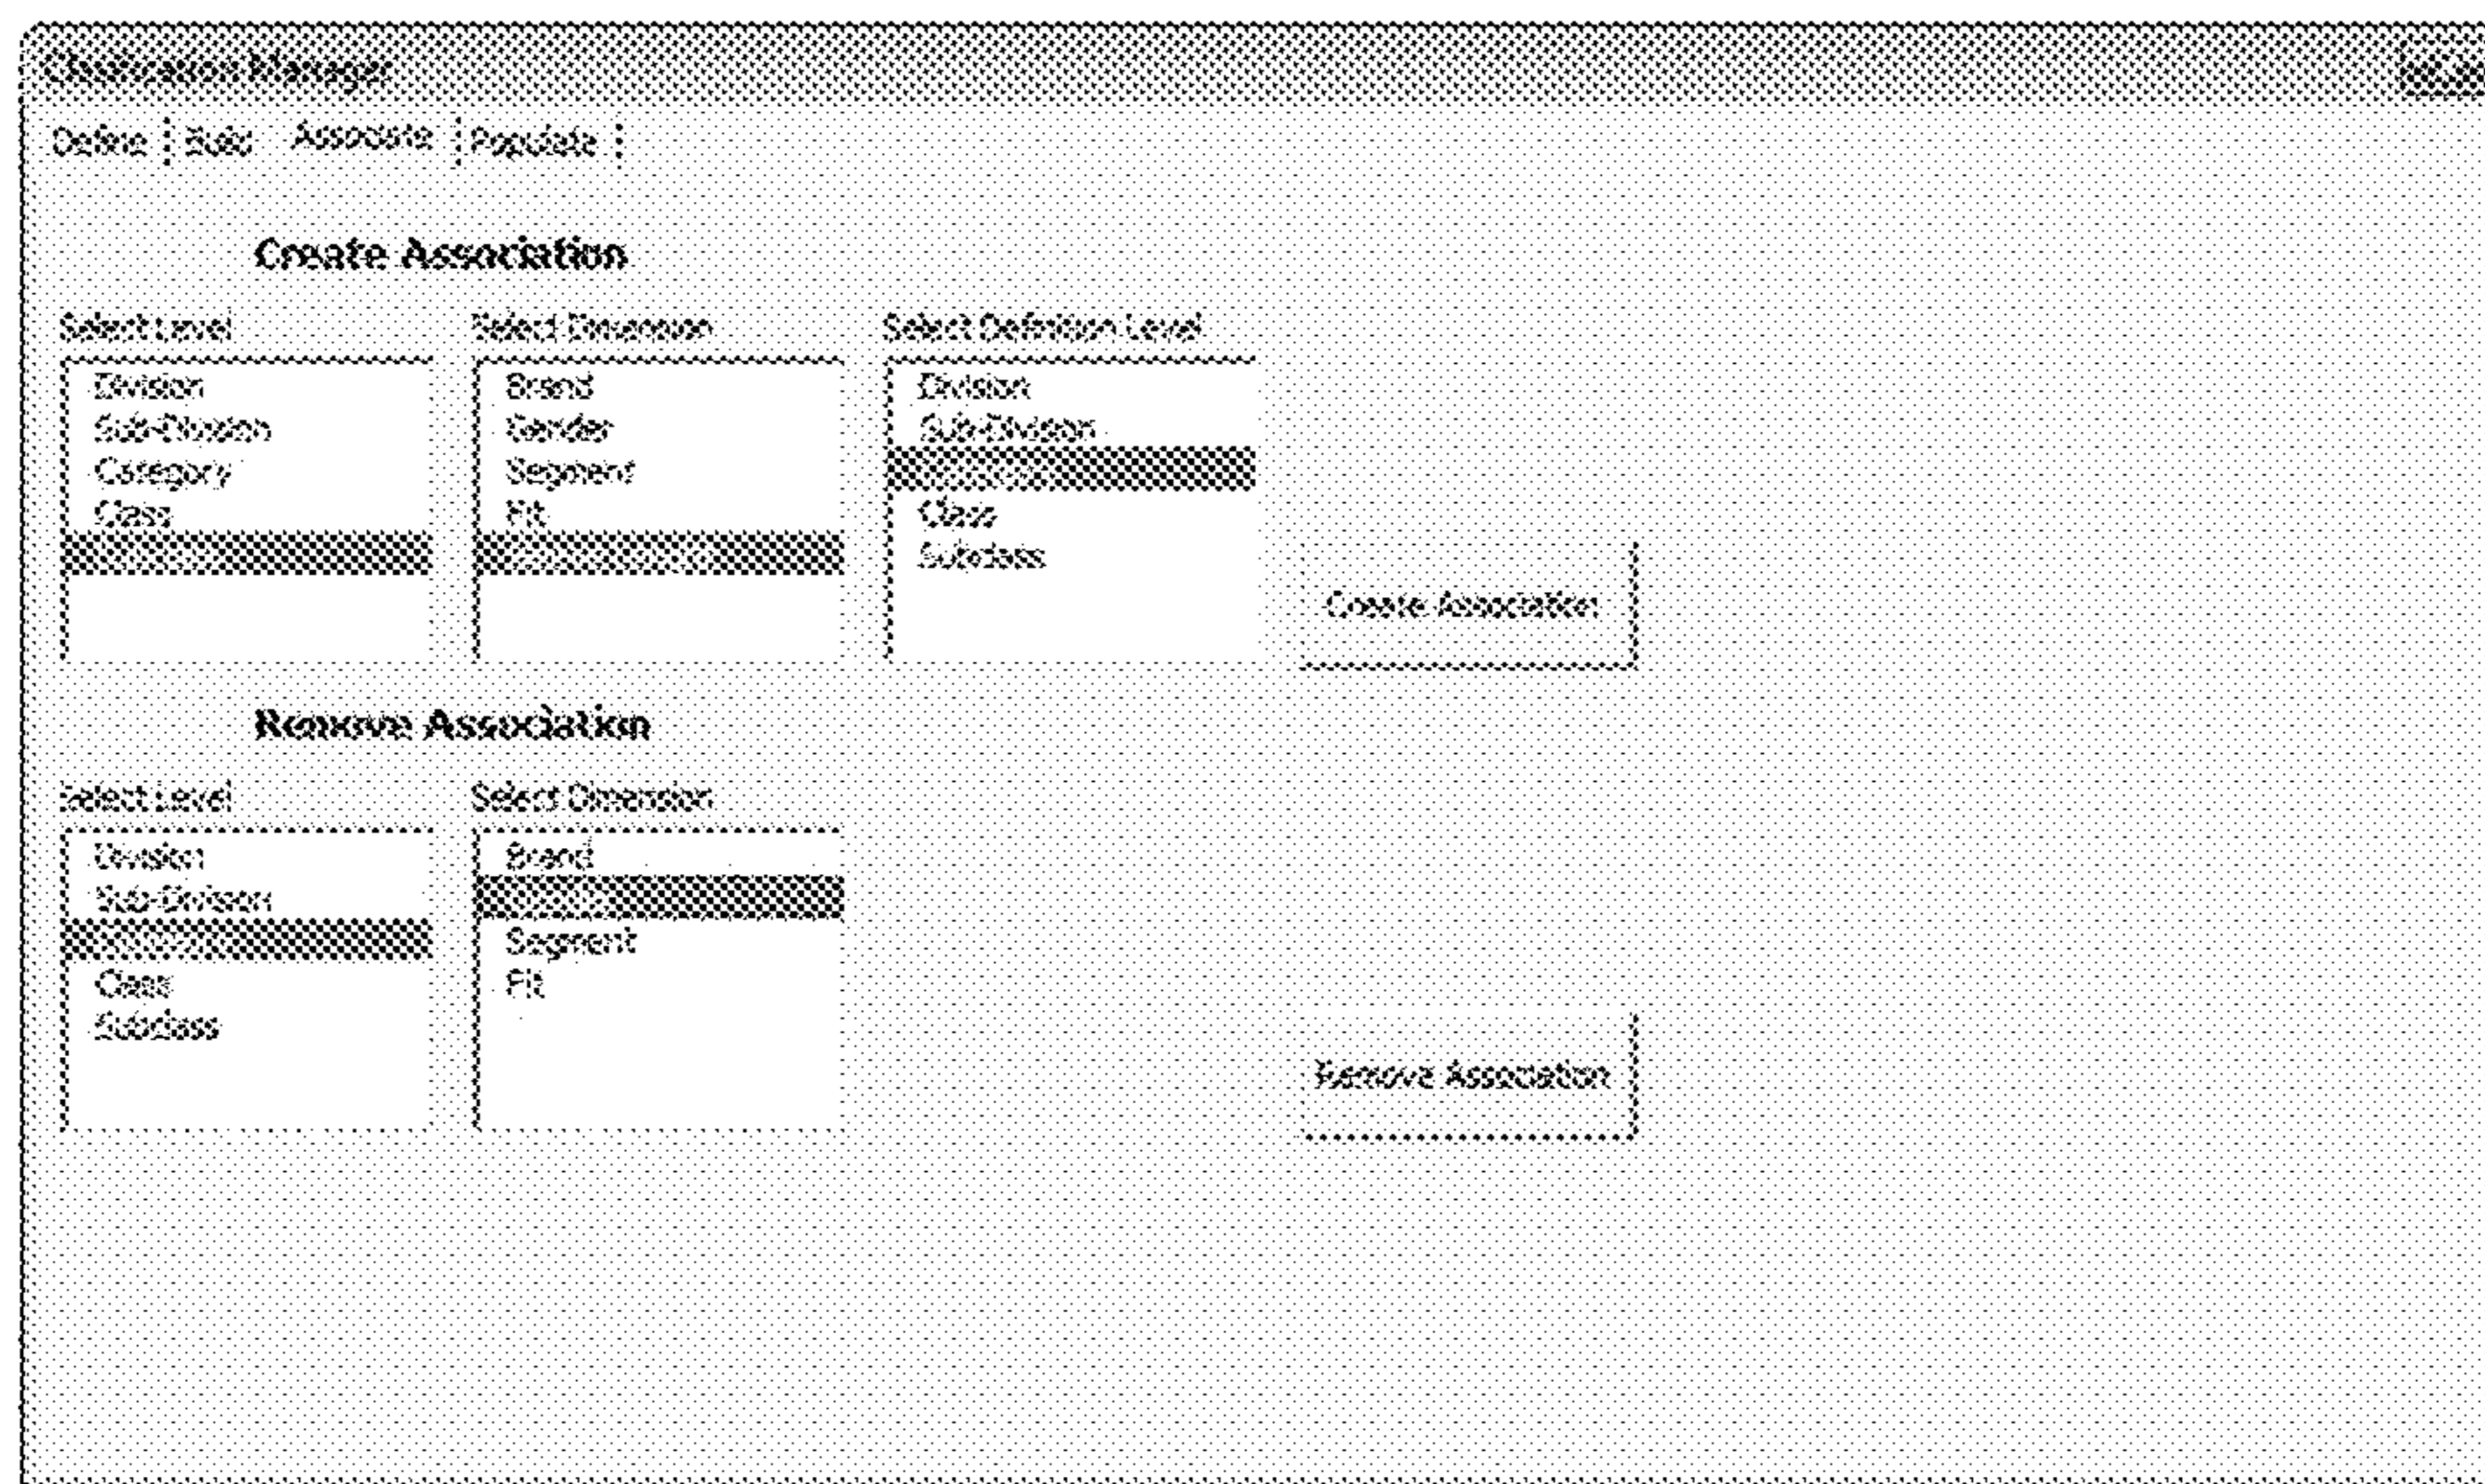 Classification Manager
Define Build Associate Populate
Create Association
Select Level Select Dimension Select Definition Level
Division Brand Division
Sub-Division Gender Sub-Division
Category Segment
Class Fit Class
Subclass
Create Association
Remove Association
Select Level Select Dimension
Division Brand
Sub-Division
Segment
Class Fit
Subclass
Remove Association